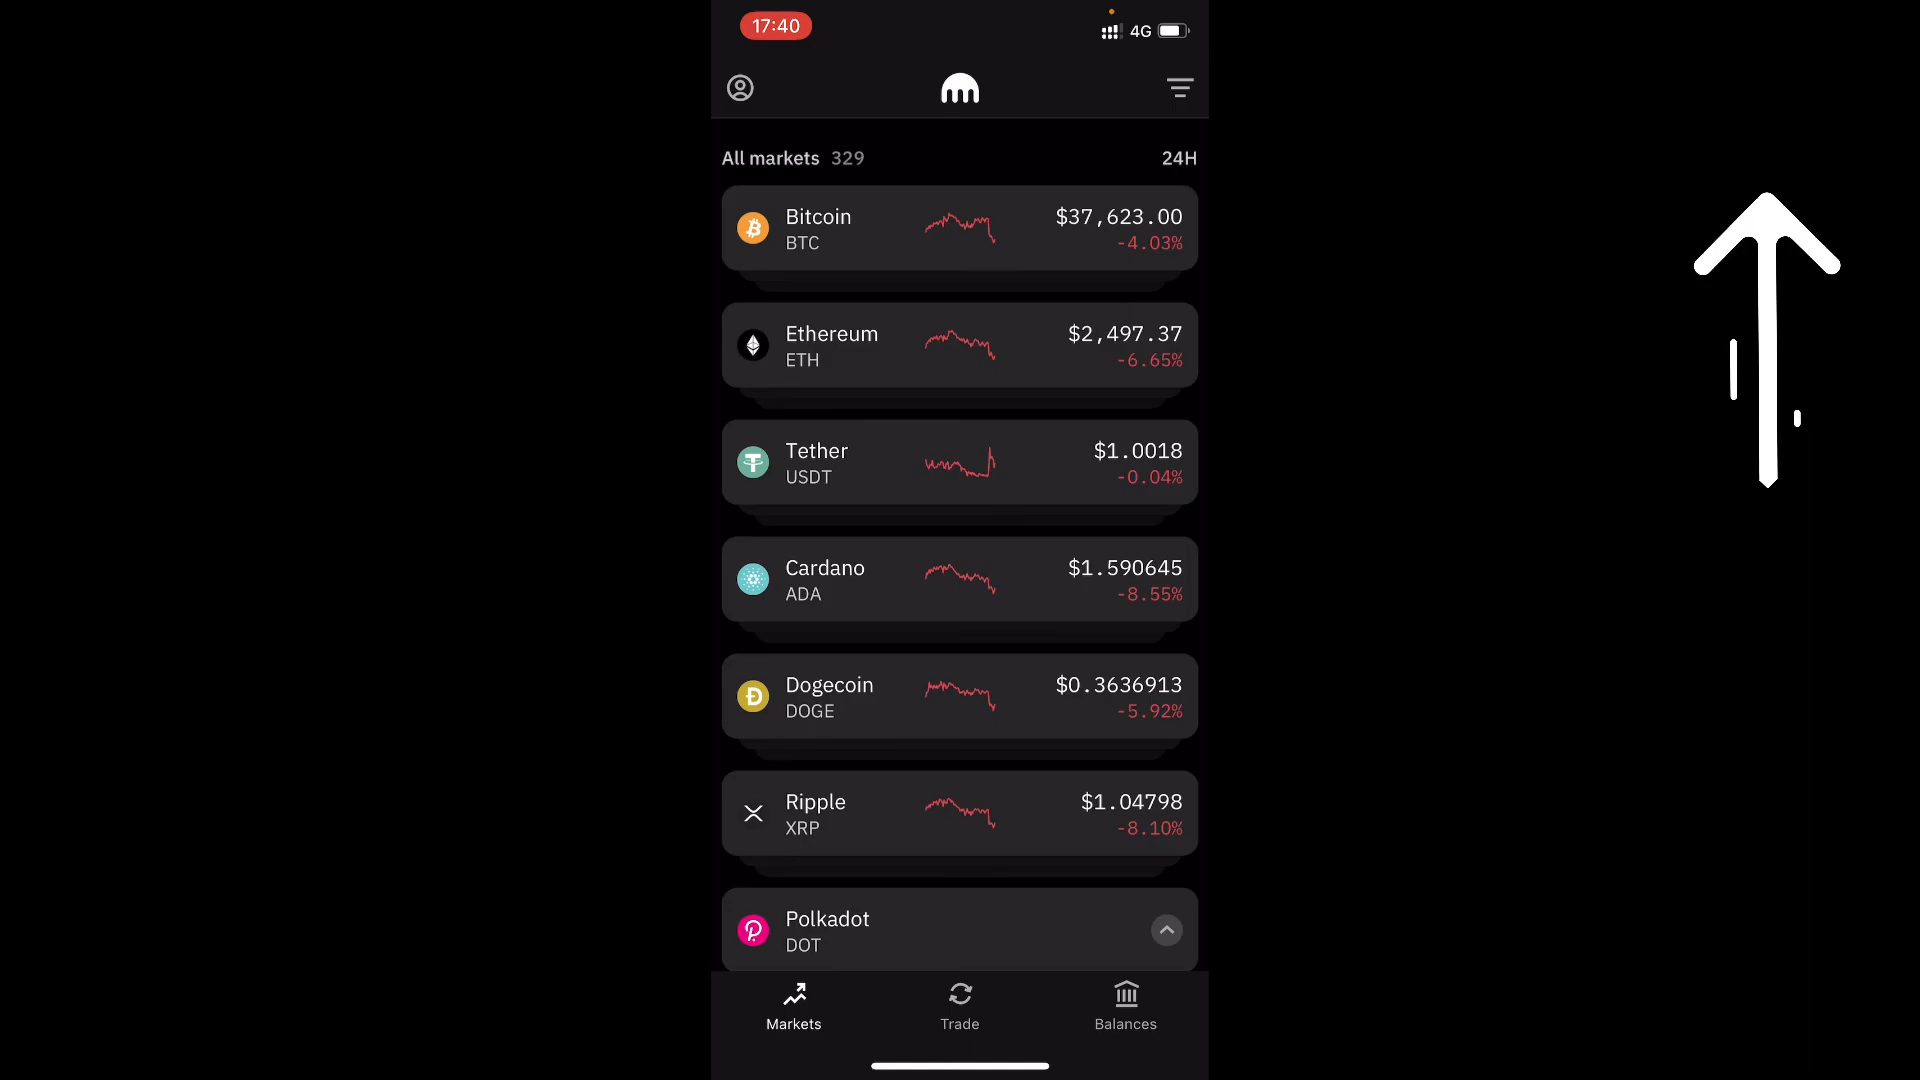 17:40
4G
All markets 329
24H
Bitcoin
$37,623.00
BTC
-4.03%
Ethereum
$2,497.37
ETH
-6.65%
Tether
$1.0018
USDT
-0.04%
Cardano
$1.590645
ADA
-8.55%
Dogecoin
$0.3636913
DOGE
-5.92%
Ripple
$1.04798
XRP
-8.10%
Polkadot
DOT
Markets
Trade
Balances